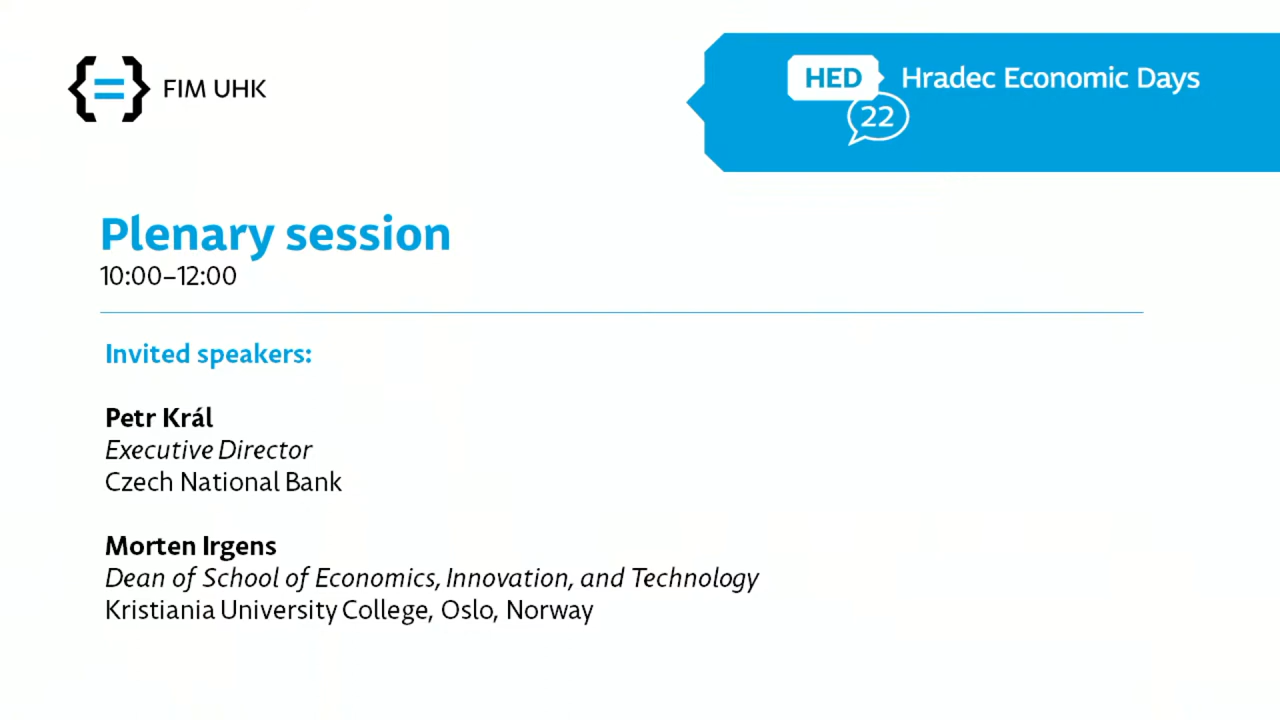 {=} FIM UHK
HED Hradec Economic Days
22
Plenary session
10:00–12:00
Invited speakers:
Petr Král
Executive Director
Czech National Bank
Morten Irgens
Dean of School of Economics, Innovation, and Technology
Kristiania University College, Oslo, Norway